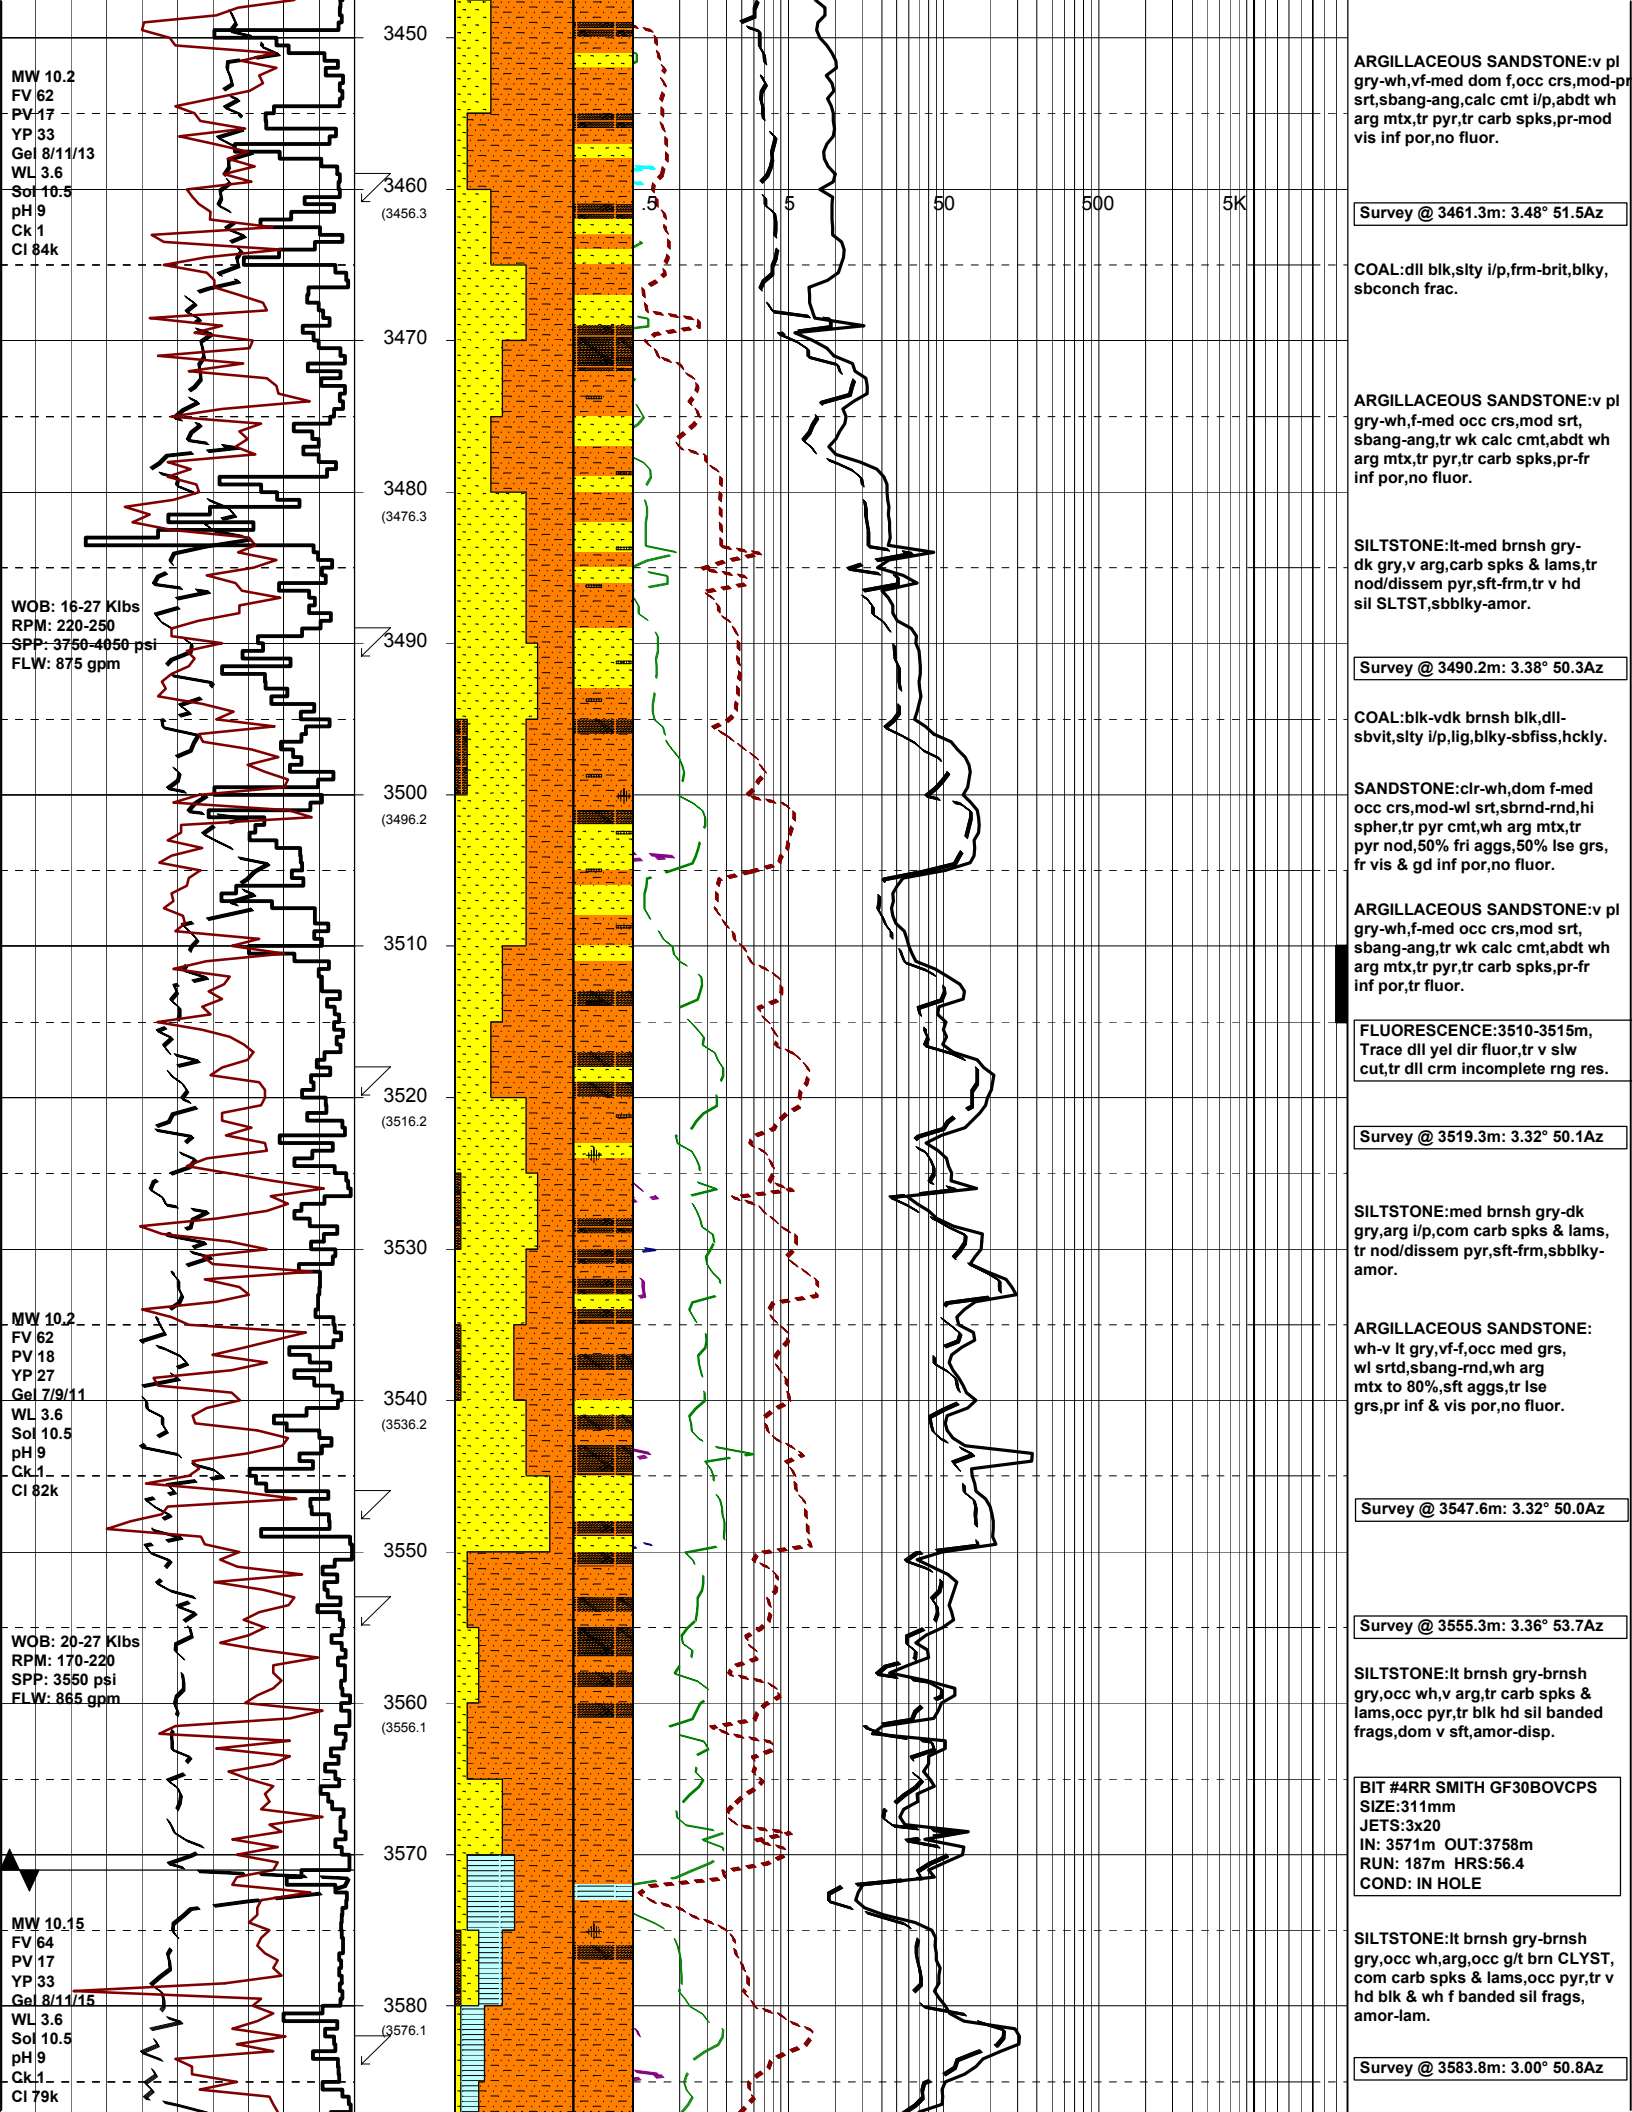 MW 10.2
FV 62
PV 17
YP 33
Gel 8/11/13
WL 3.6
Sol 10.5
pH 9
Ck 1
Cl 84k
WOB: 16-27 Klbs
RPM: 220-250
SPP: 3750-4050 psi
FLW: 875 gpm
MW 10.2
FV 62
PV 18
YP 27
Gel 7/9/11
WL 3.6
Sol 10.5
pH 9
Ck 1
Cl 82k
WOB: 20-27 Klbs
RPM: 170-220
SPP: 3550 psi
FLW: 865 gpm
MW 10.15
FV 64
PV 17
YP 33
Gel 8/11/15
WL 3.6
Sol 10.5
pH 9
Ck 1
Cl 79k
3450
3460
(3456.3
3470
3480
(3476.3
3490
3500
(3496.2
3510
3520
(3516.2
3530
3540
(3536.2
3550
3560
(3556.1
3570
3580
(3576.1
.5 5 50 500 5K
ARGILLACEOUS SANDSTONE:v pl
gry-wh,vf-med dom f,occ crs,mod-pr
srt,sbang-ang,calc cmt i/p,abdt wh
arg mtx,tr pyr,tr carb spks,pr-mod
vis inf por,no fluor.
Survey @ 3461.3m: 3.48° 51.5Az
COAL:dll blk,slty i/p,frm-brit,blky,
sbconch frac.
ARGILLACEOUS SANDSTONE:v pl
gry-wh,f-med occ crs,mod srt,
sbang-ang,tr wk calc cmt,abdt wh
arg mtx,tr pyr,tr carb spks,pr-fr
inf por,no fluor.
SILTSTONE:lt-med brnsh gry-
dk gry,v arg,carb spks & lams,tr
nod/dissem pyr,sft-frm,tr v hd
sil SLTST,sbblky-amor.
Survey @ 3490.2m: 3.38° 50.3Az
COAL:blk-vdk brnsh blk,dll-
sbvit,slty i/p,lig,blky-sbfiss,hckly.
SANDSTONE:clr-wh,dom f-med
occ crs,mod-wl srt,sbrnd-rnd,hi
spher,tr pyr cmt,wh arg mtx,tr
pyr nod,50% fri aggs,50% lse grs,
fr vis & gd inf por,no fluor.
ARGILLACEOUS SANDSTONE:v pl
gry-wh,f-med occ crs,mod srt,
sbang-ang,tr wk calc cmt,abdt wh
arg mtx,tr pyr,tr carb spks,pr-fr
inf por,tr fluor.
FLUORESCENCE:3510-3515m,
Trace dll yel dir fluor,tr v slw
cut,tr dll crm incomplete rng res.
Survey @ 3519.3m: 3.32° 50.1Az
SILTSTONE:med brnsh gry-dk
gry,arg i/p,com carb spks & lams,
tr nod/dissem pyr,sft-frm,sbblky-
amor.
ARGILLACEOUS SANDSTONE:
wh-v lt gry,vf-f,occ med grs,
wl srtd,sbang-rnd,wh arg
mtx to 80%,sft aggs,tr lse
grs,pr inf & vis por,no fluor.
Survey @ 3547.6m: 3.32° 50.0Az
Survey @ 3555.3m: 3.36° 53.7Az
SILTSTONE:lt brnsh gry-brnsh
gry,occ wh,v arg,tr carb spks &
lams,occ pyr,tr blk hd sil banded
frags,dom v sft,amor-disp.
BIT #4RR SMITH GF30BOVCPS
SIZE:311mm
JETS:3x20
IN: 3571m OUT:3758m
RUN: 187m HRS:56.4
COND: IN HOLE
SILTSTONE:lt brnsh gry-brnsh
gry,occ wh,arg,occ g/t brn CLYST,
com carb spks & lams,occ pyr,tr v
hd blk & wh f banded sil frags,
amor-lam.
Survey @ 3583.8m: 3.00° 50.8Az